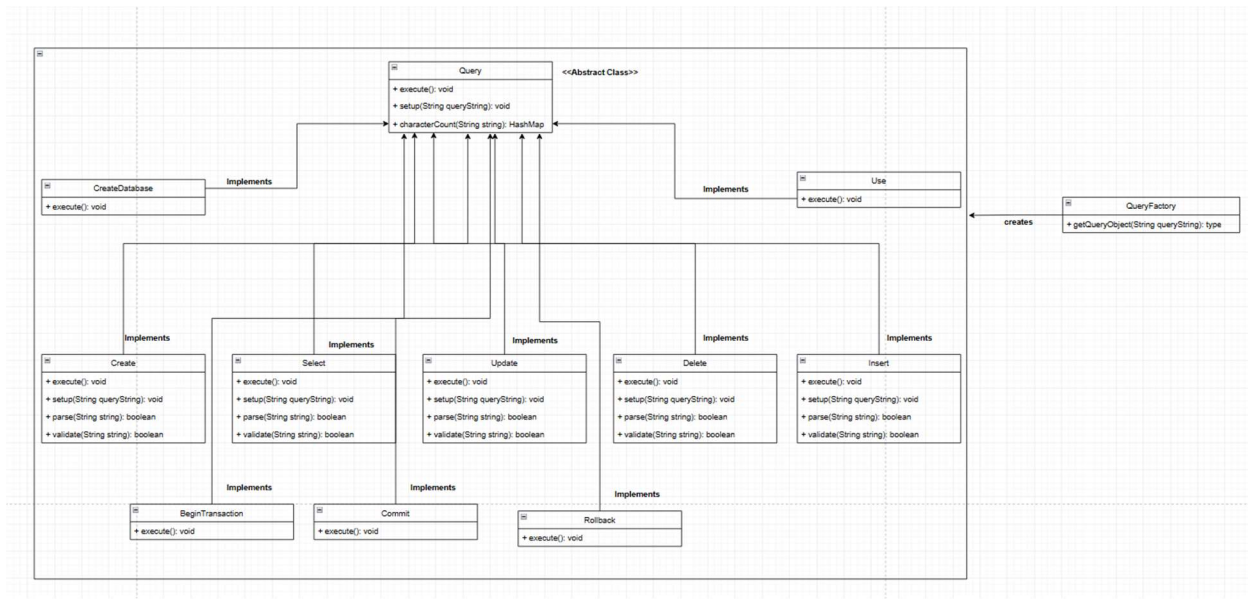 Query
<<Abstract Class>>
+ execute(): void
+ setup(String queryString): void
+ characterCount(String string): HashMap
CreateDatabase
+ execute(): void
Implements
Implements
Use
+ execute(): void
QueryFactory
+ getQueryObject(String queryString): type
creates
Implements
Create
+ execute(): void
+ setup(String queryString): void
+ parse(String string): boolean
+ validate(String string): boolean
Implements
Select
+ execute(): void
+ setup(String queryString): void
+ parse(String string): boolean
+ validate(String string): boolean
Implements
Update
+ execute(): void
+ setup(String queryString): void
+ parse(String string): boolean
+ validate(String string): boolean
Implements
Delete
+ execute(): void
+ setup(String queryString): void
+ parse(String string): boolean
+ validate(String string): boolean
Implements
Insert
+ execute(): void
+ setup(String queryString): void
+ parse(String string): boolean
+ validate(String string): boolean
Implements
BeginTransaction
+ execute(): void
Implements
Commit
+ execute(): void
Implements
Rollback
+ execute(): void